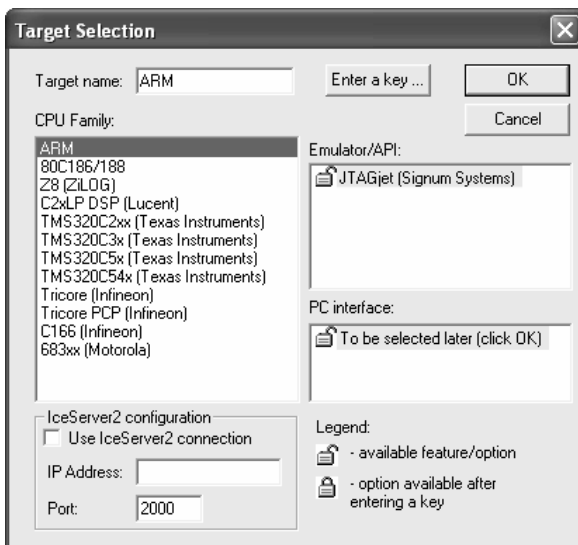 Target Selection
Target name: ARM
Enter a key ...
OK
Cancel
CPU Family:
ARM
80C186/188
Z8 (ZiLOG)
C2xLP DSP (Lucent)
TMS320C2xx (Texas Instruments)
TMS320C3x (Texas Instruments)
TMS320C5x (Texas Instruments)
TMS320C54x (Texas Instruments)
Tricore (Infineon)
Tricore PCP (Infineon)
C166 (Infineon)
683xx (Motorola)
Emulator/API:
JTAGjet (Signum Systems)
PC interface:
To be selected later (click OK)
IceServer2 configuration
Use IceServer2 connection
IP Address:
Port: 2000
Legend:
- available feature/option
- option available after
entering a key